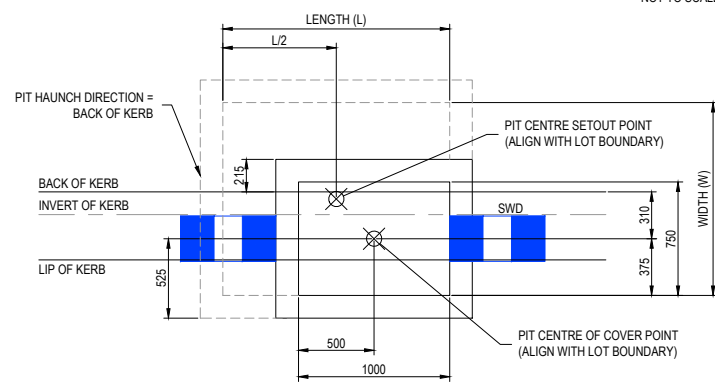 NOT TO SCALE
LENGTH (L)
L/2
PIT HAUNCH DIRECTION =
BACK OF KERB
PIT CENTRE SETOUT POINT
(ALIGN WITH LOT BOUNDARY)
215
WIDTH (W)
BACK OF KERB
INVERT OF KERB
SWD
310
750
LIP OF KERB
525
375
PIT CENTRE OF COVER POINT
(ALIGN WITH LOT BOUNDARY)
500
1000